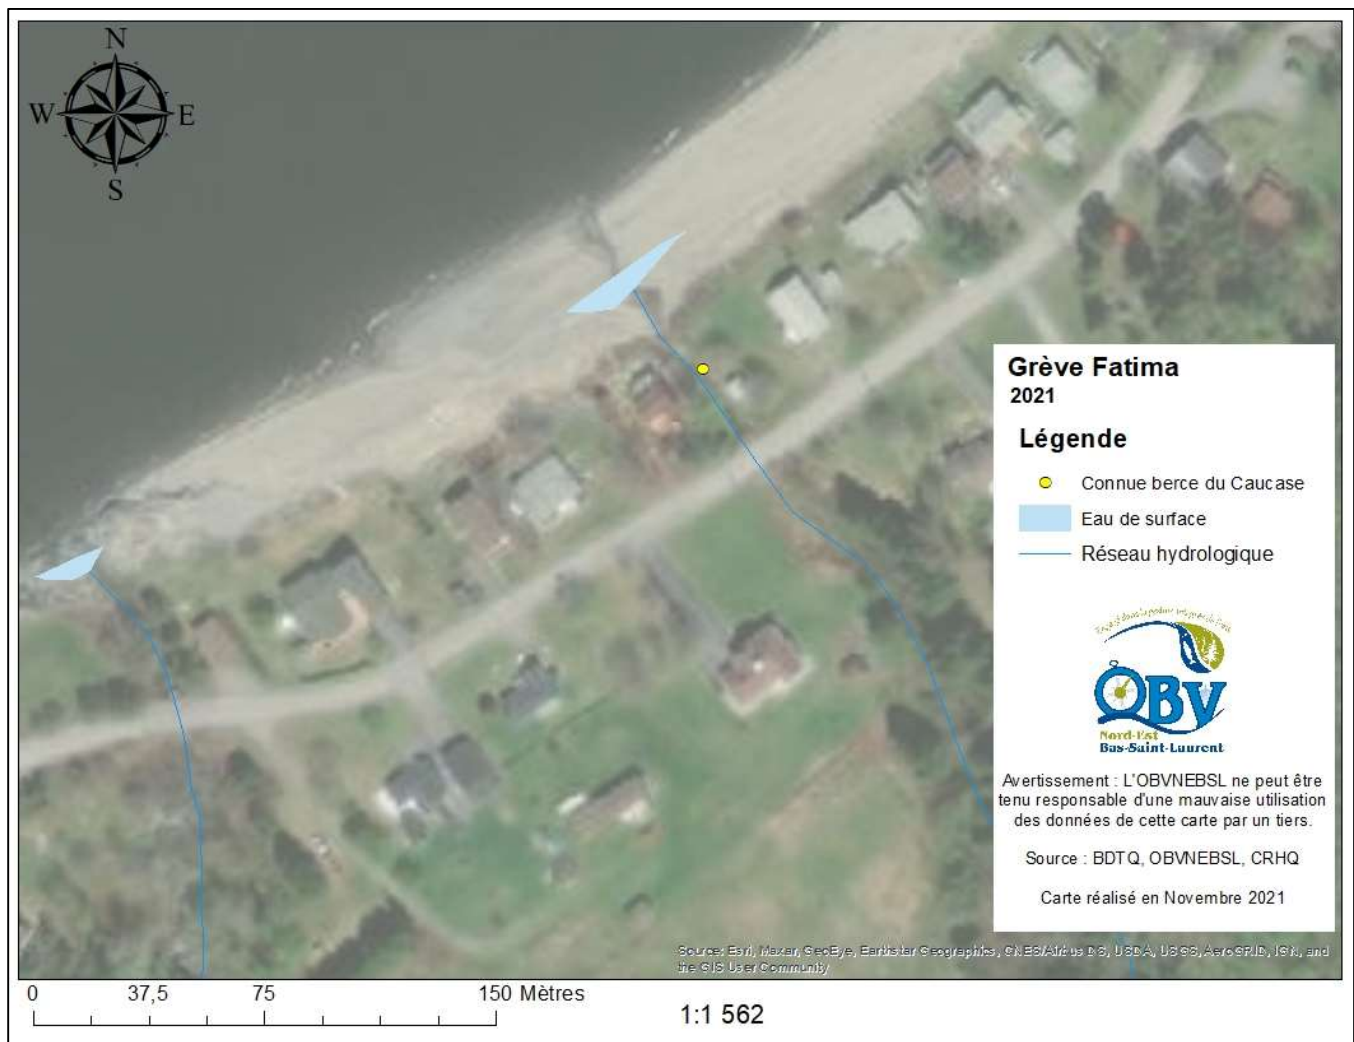 N
W E
S
Grève Fatima
2021
Légende
Connue berce du Caucase
Eau de surface
Réseau hydrologique
OBV
Nord-Est
Bas-Saint-Laurent
Avertissement : L'OBVNEBSL ne peut être
tenu responsable d'une mauvaise utilisation
des données de cette carte par un tiers.
Source : BDTQ, OBVNEBSL, CRHQ
Carte réalisé en Novembre 2021
Source: Esri, Maxar, GeoEye, Earthstar Geographics, CNES/Airbus DS, USDA, USGS, AeroGRID, IGN, and
the GIS User Community
0 37,5 75 150 Mètres
1:1 562